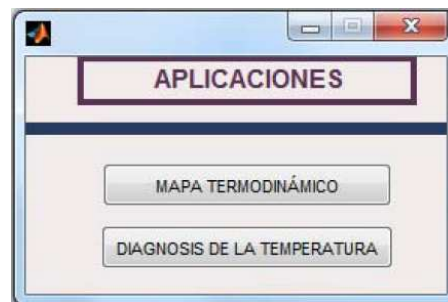 APLICACIONES
MAPA TERMODINÁMICO
DIAGNOSIS DE LA TEMPERATURA